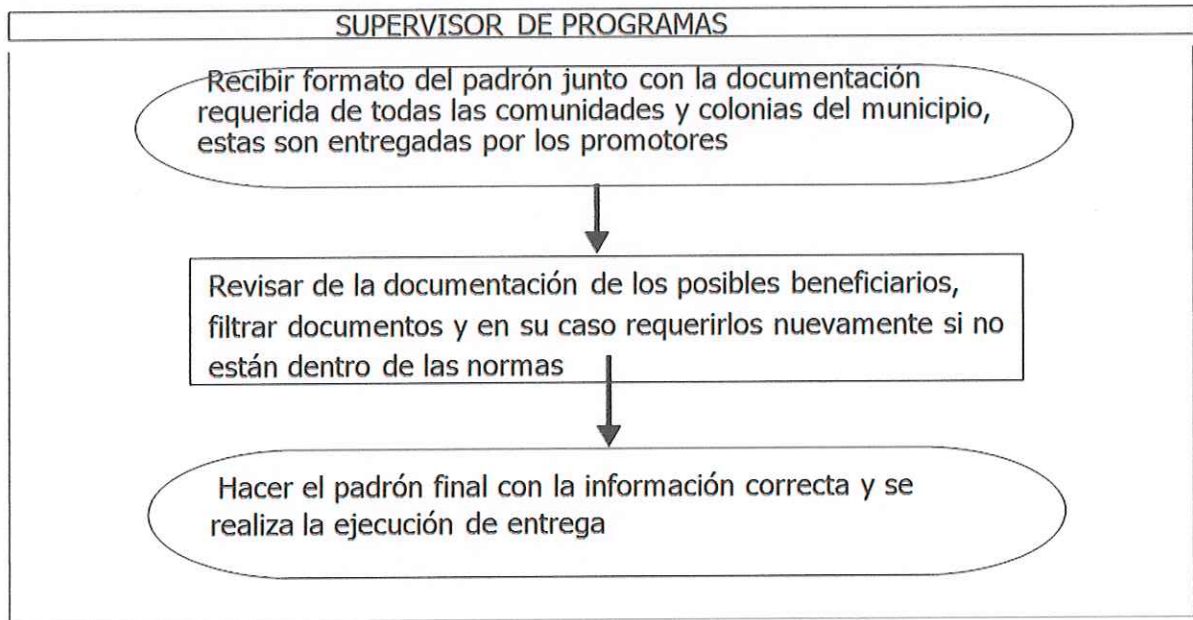 SUPERVISOR DE PROGRAMAS
Recibir formato del padrón junto con la documentación
requerida de todas las comunidades y colonias del municipio,
estas son entregadas por los promotores
Revisar de la documentación de los posibles beneficiarios,
filtrar documentos y en su caso requerirlos nuevamente si no
están dentro de las normas
Hacer el padrón final con la información correcta y se
realiza la ejecución de entrega